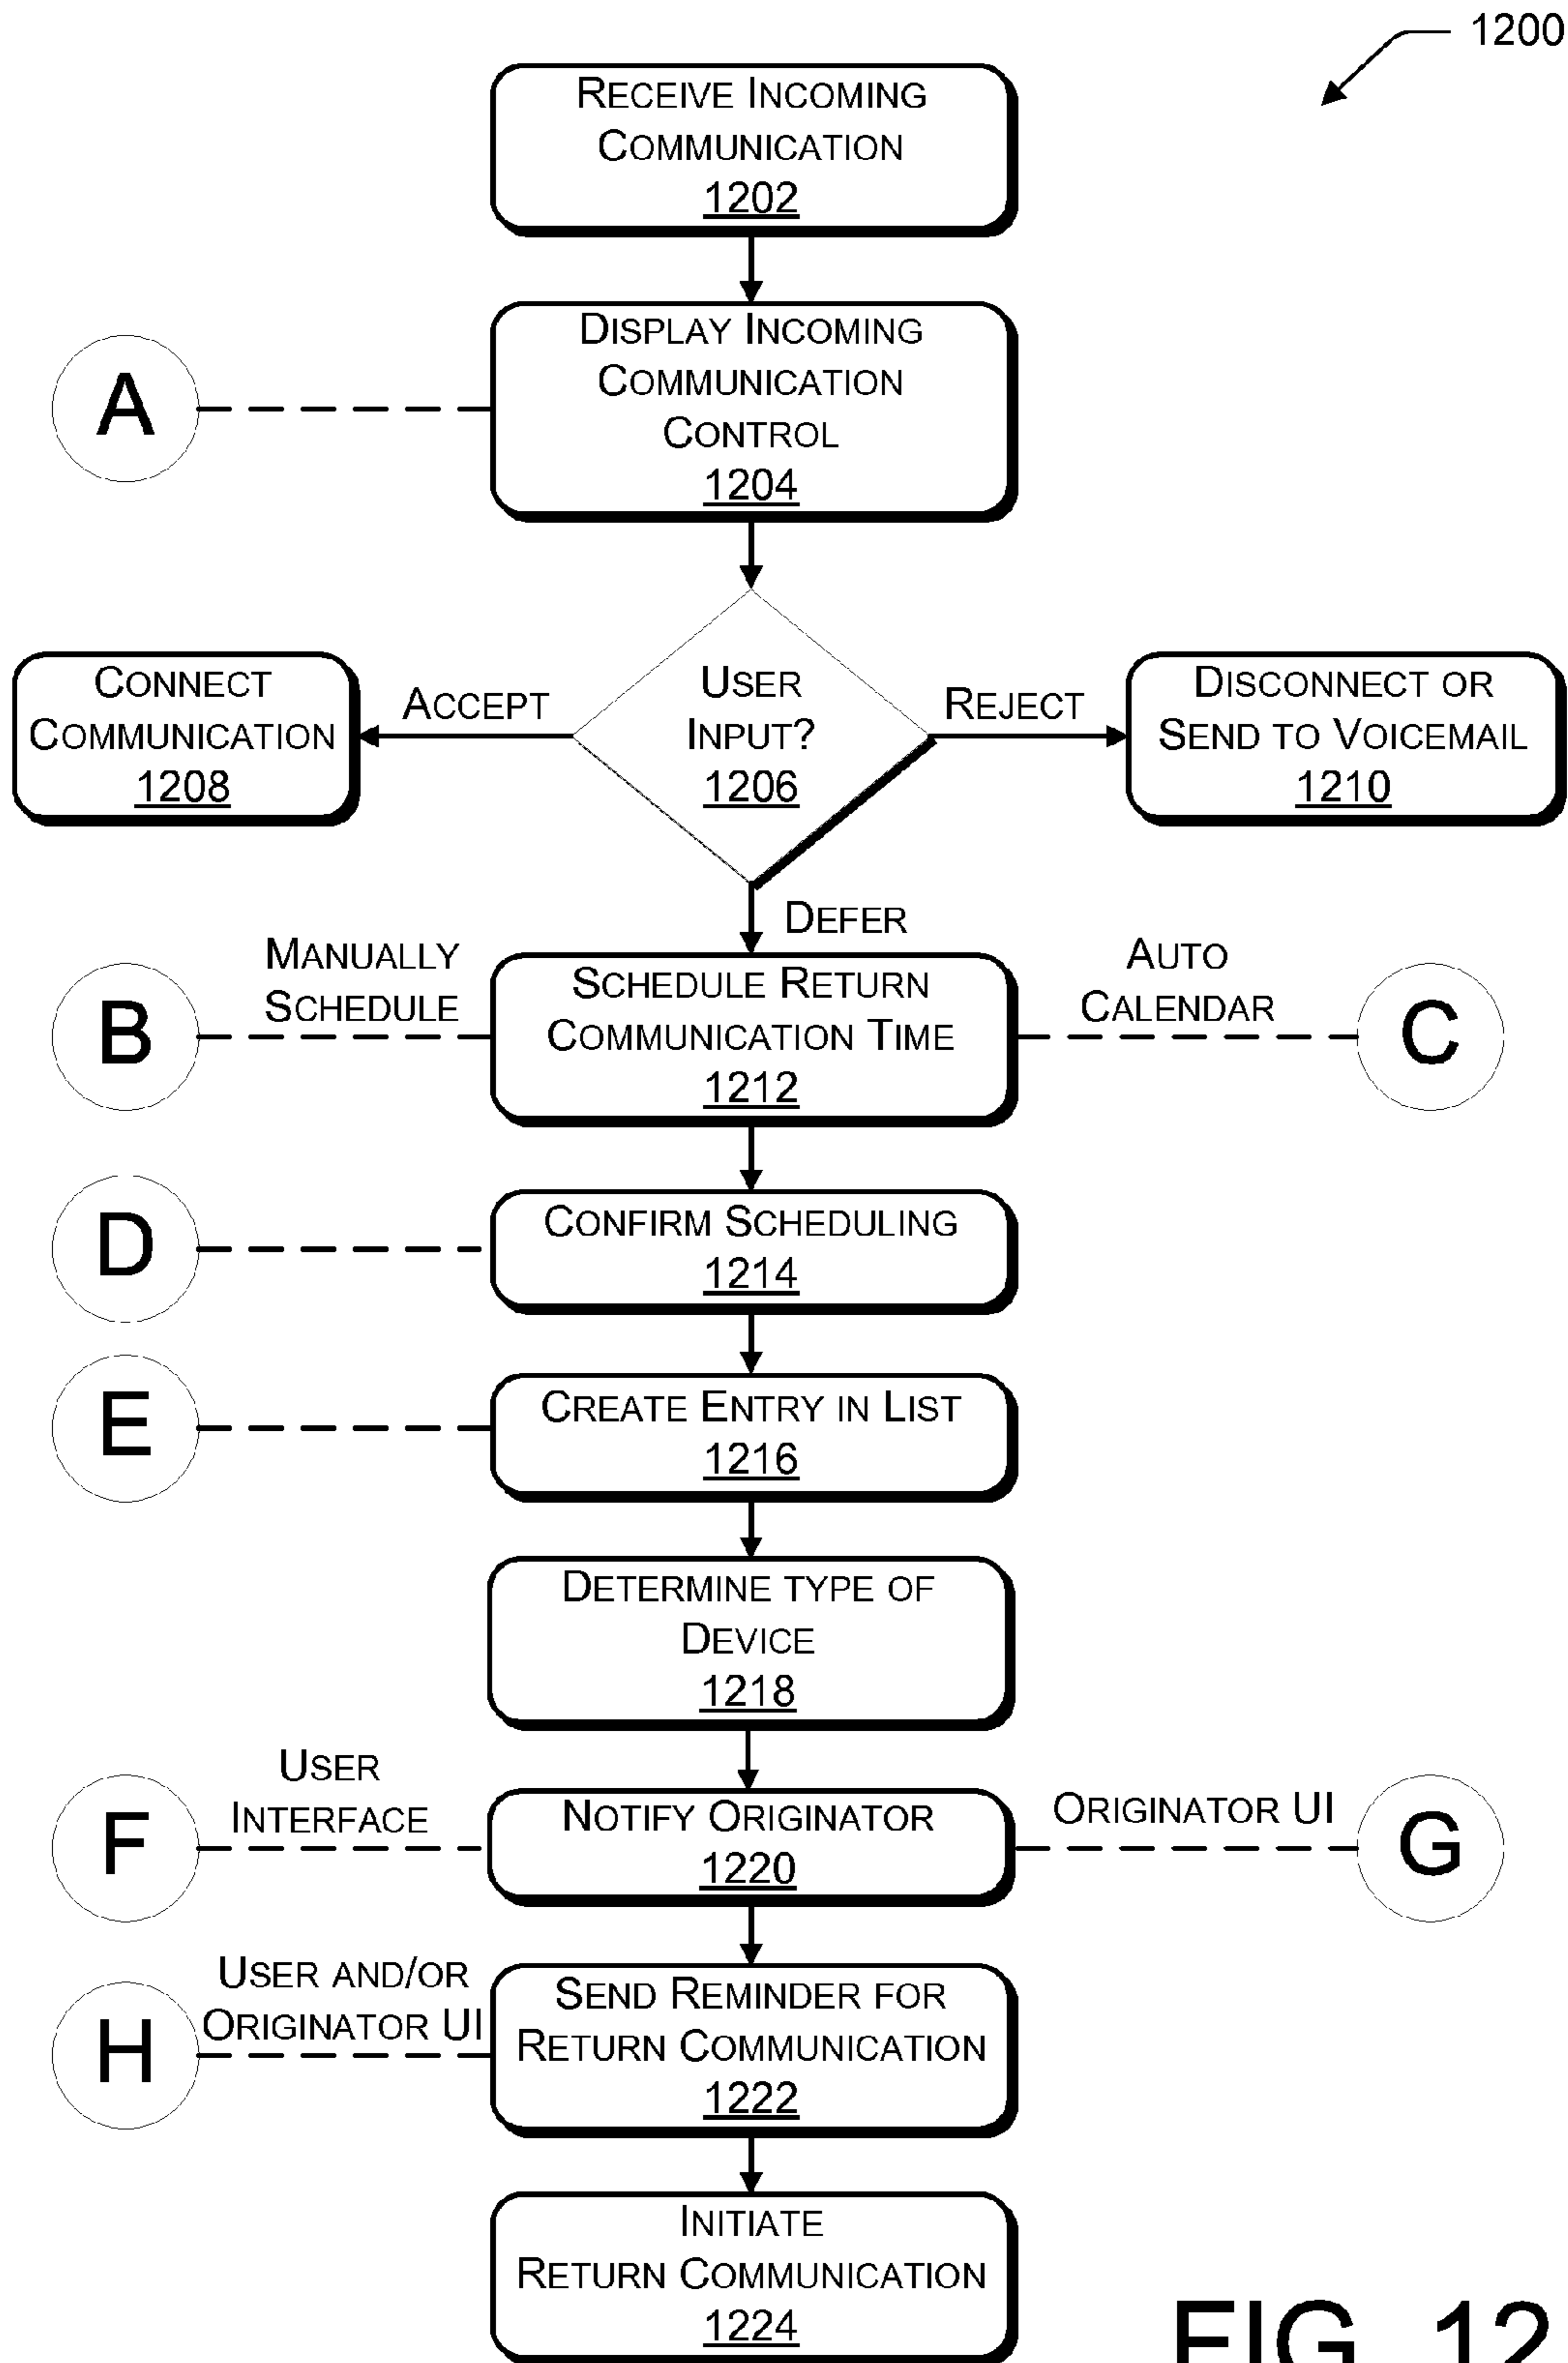 1200
RECEIVE INCOMING
COMMUNICATION
1202
DISPLAY INCOMING
COMMUNICATION
CONTROL
1204
A
USER
INPUT?
1206
ACCEPT
CONNECT
COMMUNICATION
1208
REJECT
DISCONNECT OR
SEND TO VOICEMAIL
1210
DEFER
MANUALLY
SCHEDULE
B
SCHEDULE RETURN
COMMUNICATION TIME
1212
AUTO
CALENDAR
C
D
CONFIRM SCHEDULING
1214
E
CREATE ENTRY IN LIST
1216
DETERMINE TYPE OF
DEVICE
1218
USER
INTERFACE
F
NOTIFY ORIGINATOR
1220
ORIGINATOR UI
G
USER AND/OR
ORIGINATOR UI
H
SEND REMINDER FOR
RETURN COMMUNICATION
1222
INITIATE
RETURN COMMUNICATION
1224
FIG. 12